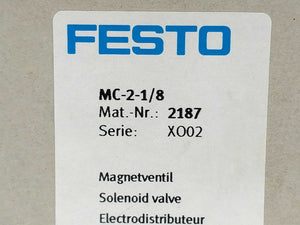 FESTO
MC-2-1/8
Mat.-Nr.: 2187
Serie: XO02
Magnetventil
Solenoid valve
Electrodistributeur